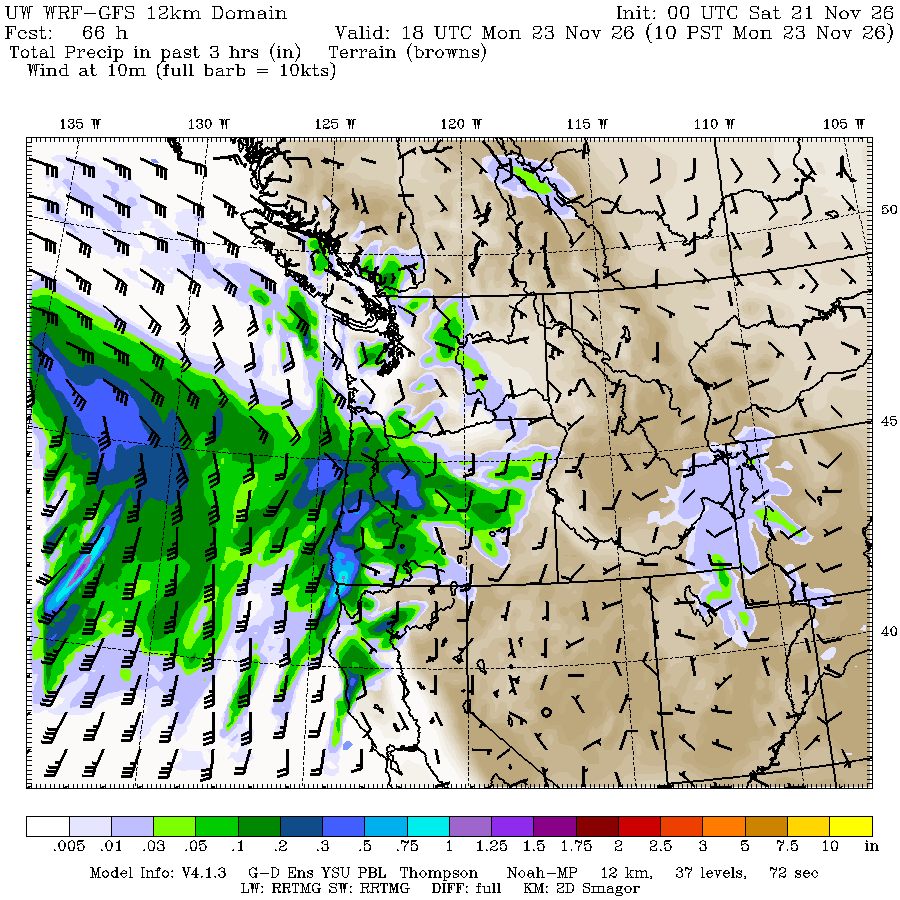 UW WRF-GFS 12km Domain Init: 00 UTC Sat 21 Nov 26
Fcst: 66 h Valid: 18 UTC Mon 23 Nov 26 (10 PST Mon 23 Nov 26)
Total Precip in past 3 hrs (in) Terrain (browns)
Wind at 10m (full barb = 10kts)
135 W 130 W 125 W 120 W 115 W 110 W 105 W
50
45
40
.005 .01 .03 .05 .1 .2 .3 .5 .75 1 1.25 1.5 1.75 2 2.5 3 5 7.5 10 in
Model Info: V4.1.3 G-D Ens YSU PBL Thompson Noah-MP 12 km, 37 levels, 72 sec
LW: RRTMG SW: RRTMG DIFF: full KM: 2D Smagor